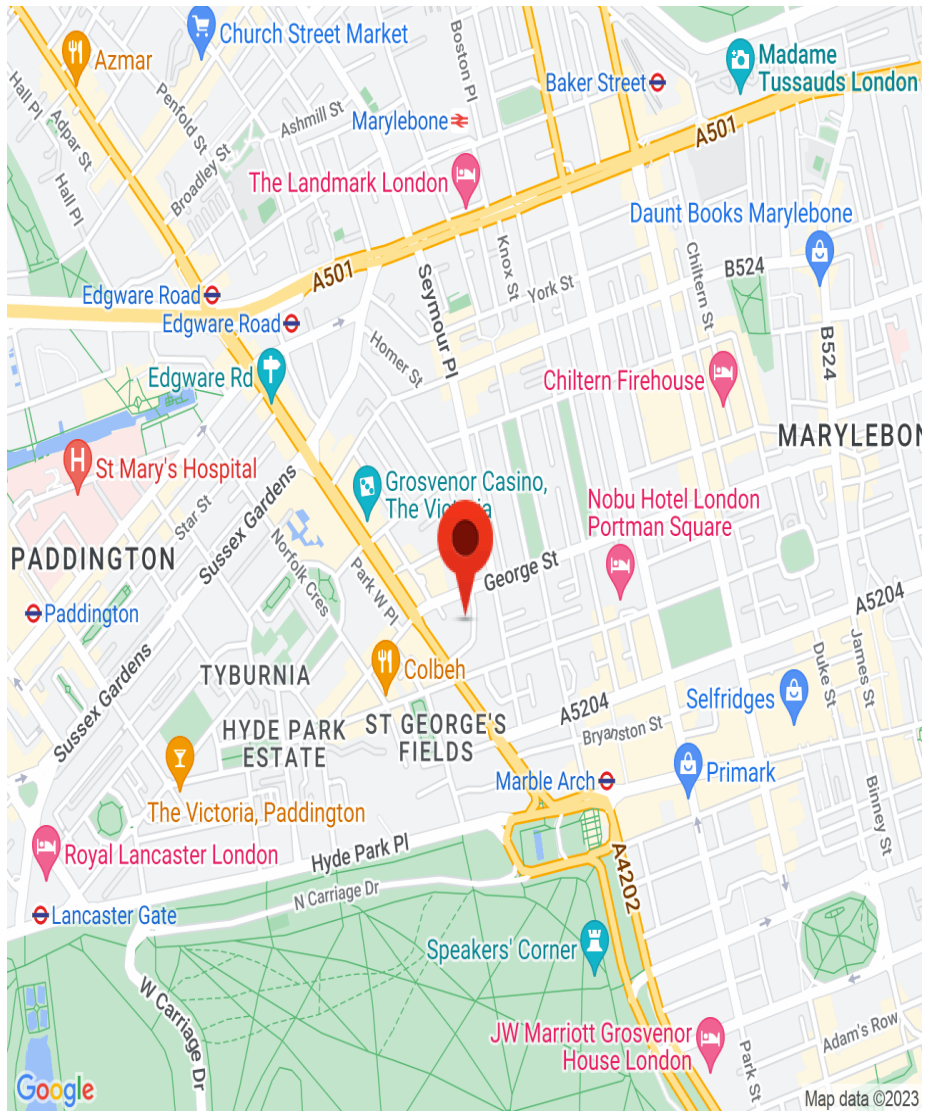 Church Street Market
Azmar
Boston Pl
Madame
Tussauds London
Baker Street
Hall Pl
Adpar St
Penfold St
Ashmill St
Marylebone
A501
Broadley St
Hall Pl
The Landmark London
Daunt Books Marylebone
Knox St
Chiltern St
B524
A501
Seymour Pl
York St
Edgware Road
Edgware Road
B524
Homer St
Edgware Rd
Chiltern Firehouse
MARYLEBON
St Mary's Hospital
Grosvenor Casino,
The Victoria
Star St
Sussex Gardens
Nobu Hotel London
Portman Square
PADDINGTON
Norfolk Cres
Park W Pl
George St
Paddington
A5204
TYBURNIA
Colbeh
Sussex Gardens
Duke St
James St
Selfridges
A5204
HYDE PARK
ESTATE
ST GEORGE'S
FIELDS
Bryanston St
Marble Arch
Primark
Binney St
The Victoria, Paddington
Royal Lancaster London
Hyde Park Pl
A4202
N Carriage Dr
Lancaster Gate
Speakers' Corner
W Carriage Dr
JW Marriott Grosvenor
House London
Park St
Adam's Row
Google
Map data ©2023